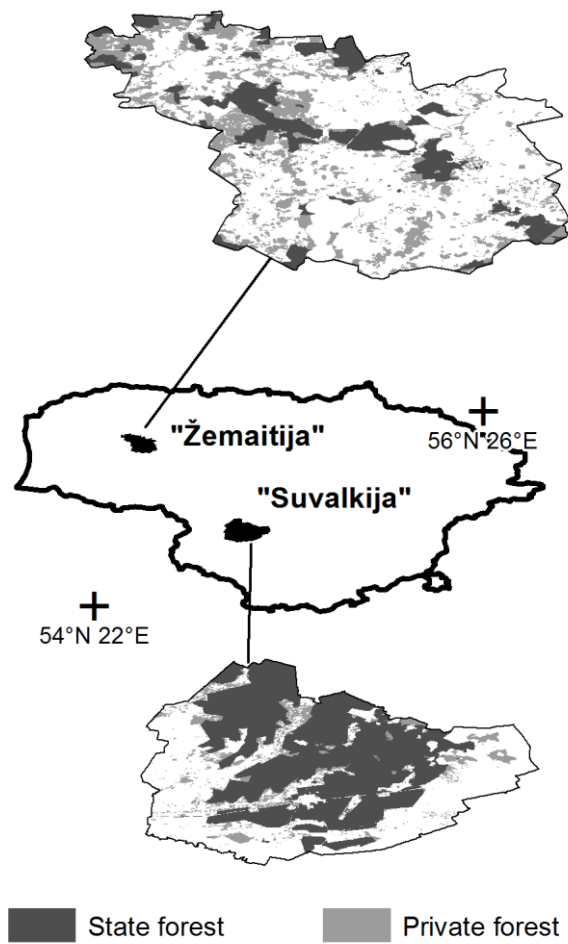 "Žemaitija"
56°N 26°E
"Suvalkija"
54°N 22°E
State forest
Private forest